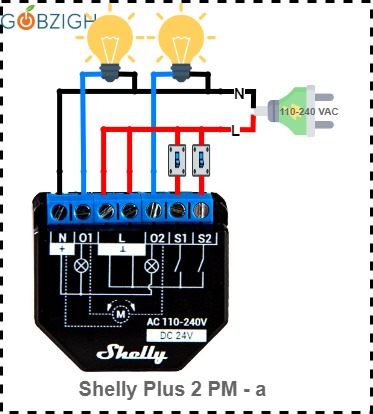 GOBZIGH
N
110-240 VAC
L
N O1 L O2 S1 S2
+ ⊥
M
AC 110-240V
DC 24V
Shelly
Shelly Plus 2 PM - a